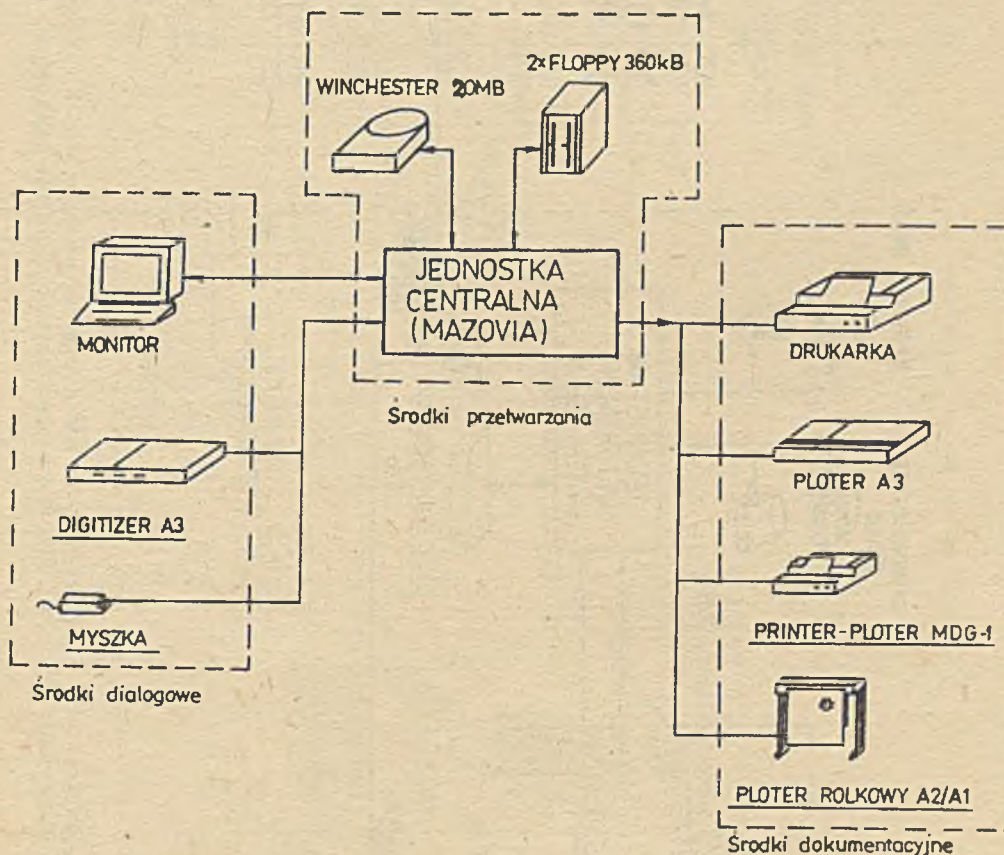 WINCHESTER 20MB
2×FLOPPY 360kB
MONITOR
DIGITIZER A3
MYSZKA
Środki dialogowe
JEDNOSTKA
CENTRALNA
(MAZOVIA)
Środki przetwarzania
DRUKARKA
PLOTER A3
PRINTER-PLOTER MDG-1
PLOTER ROLKOWY A2/A1
Środki dokumentacyjne